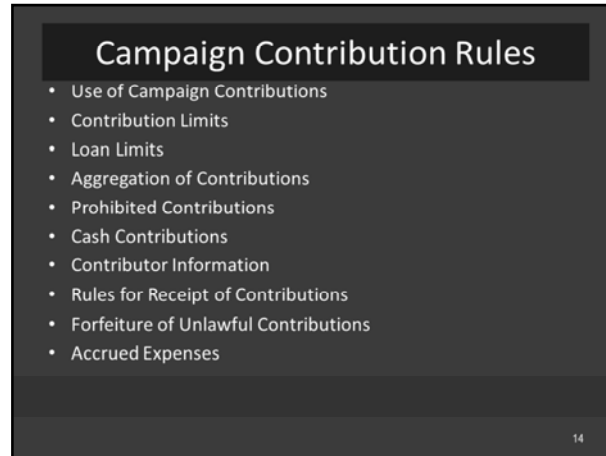 Campaign Contribution Rules
• Use of Campaign Contributions
• Contribution Limits
• Loan Limits
• Aggregation of Contributions
• Prohibited Contributions
• Cash Contributions
• Contributor Information
• Rules for Receipt of Contributions
• Forfeiture of Unlawful Contributions
• Accrued Expenses
14